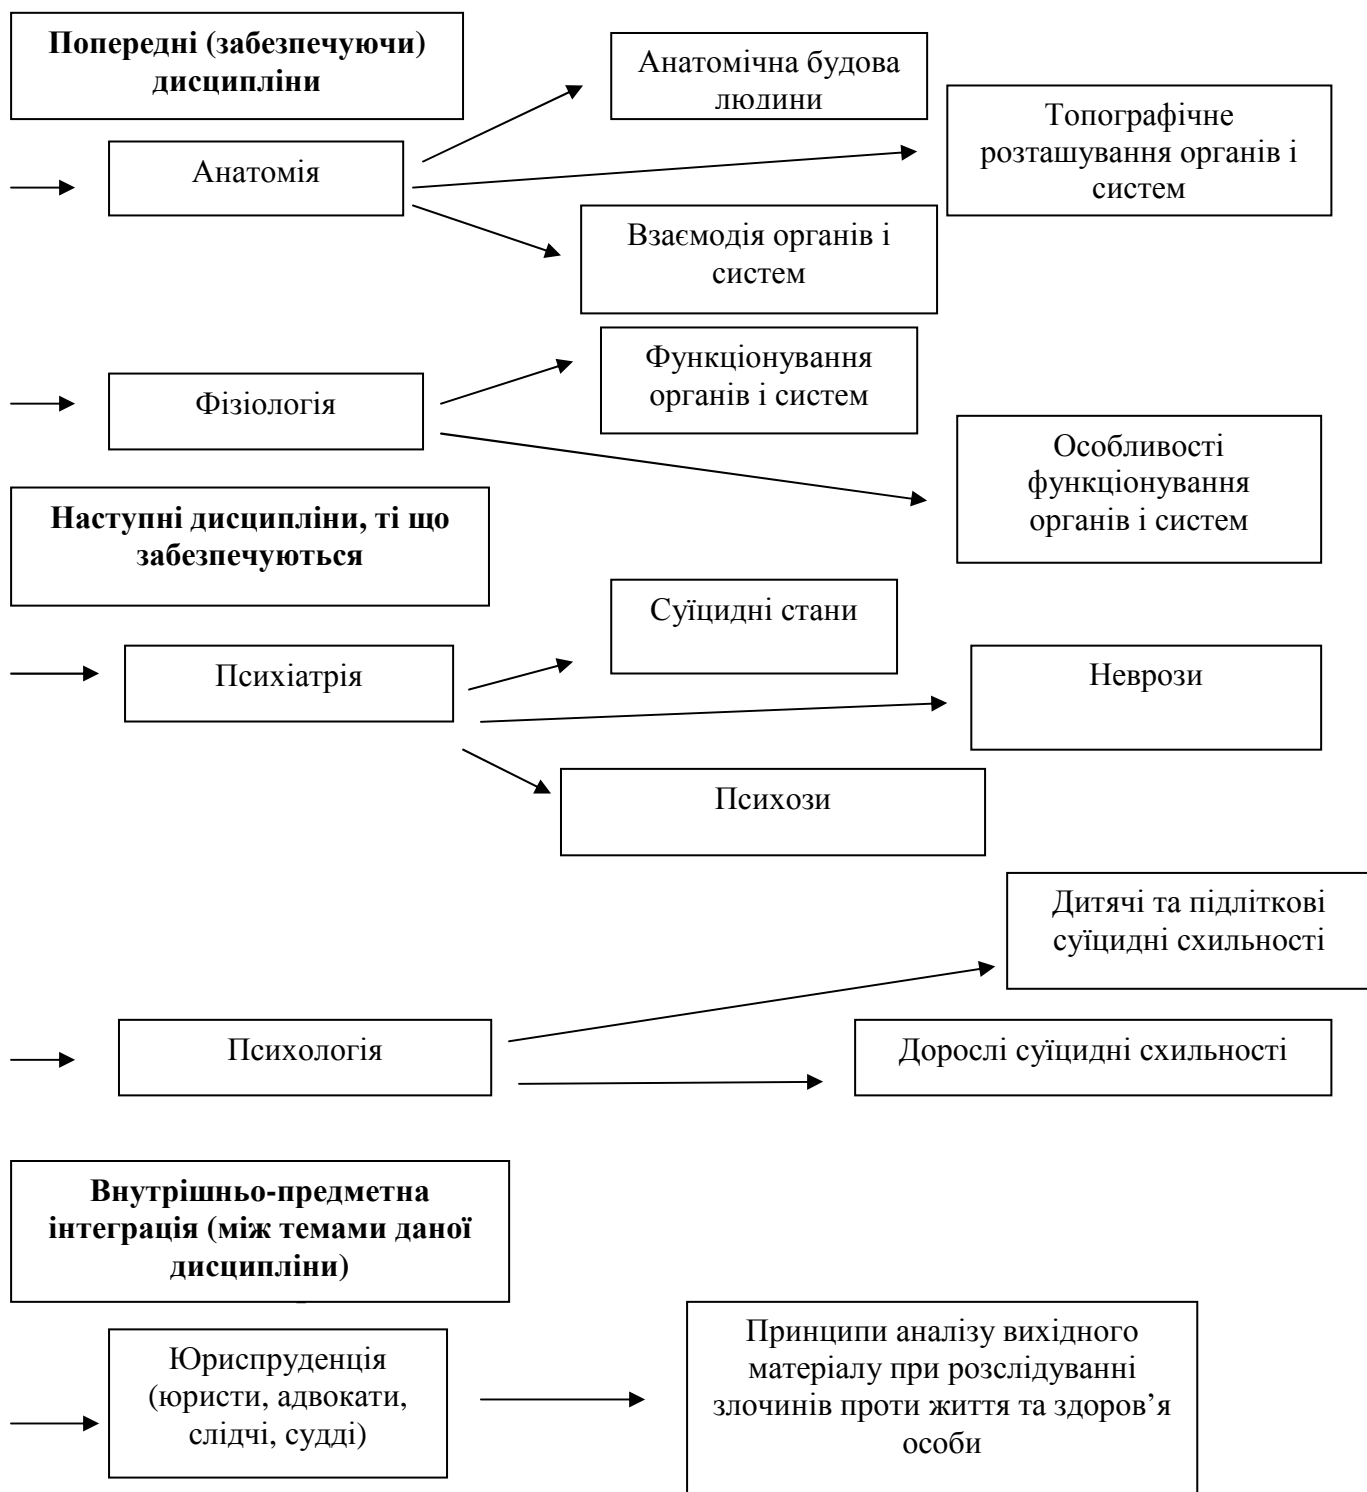 Попередні (забезпечуючи)
дисципліни
Анатомічна будова
людини
Топографічне
розташування органів і
систем
Анатомія
Взаємодія органів і
систем
Функціонування
органів і систем
Фізіологія
Особливості
функціонування
органів і систем
Наступні дисципліни, ті що
забезпечуються
Суїцидні стани
Психіатрія
Неврози
Психози
Дитячі та підліткові
суїцидні схильності
Психологія
Дорослі суїцидні схильності
Внутрішньо-предметна
інтеграція (між темами даної
дисципліни)
Юриспруденція
(юристи, адвокати,
слідчі, судді)
Принципи аналізу вихідного
матеріалу при розслідуванні
злочинів проти життя та здоров’я
особи